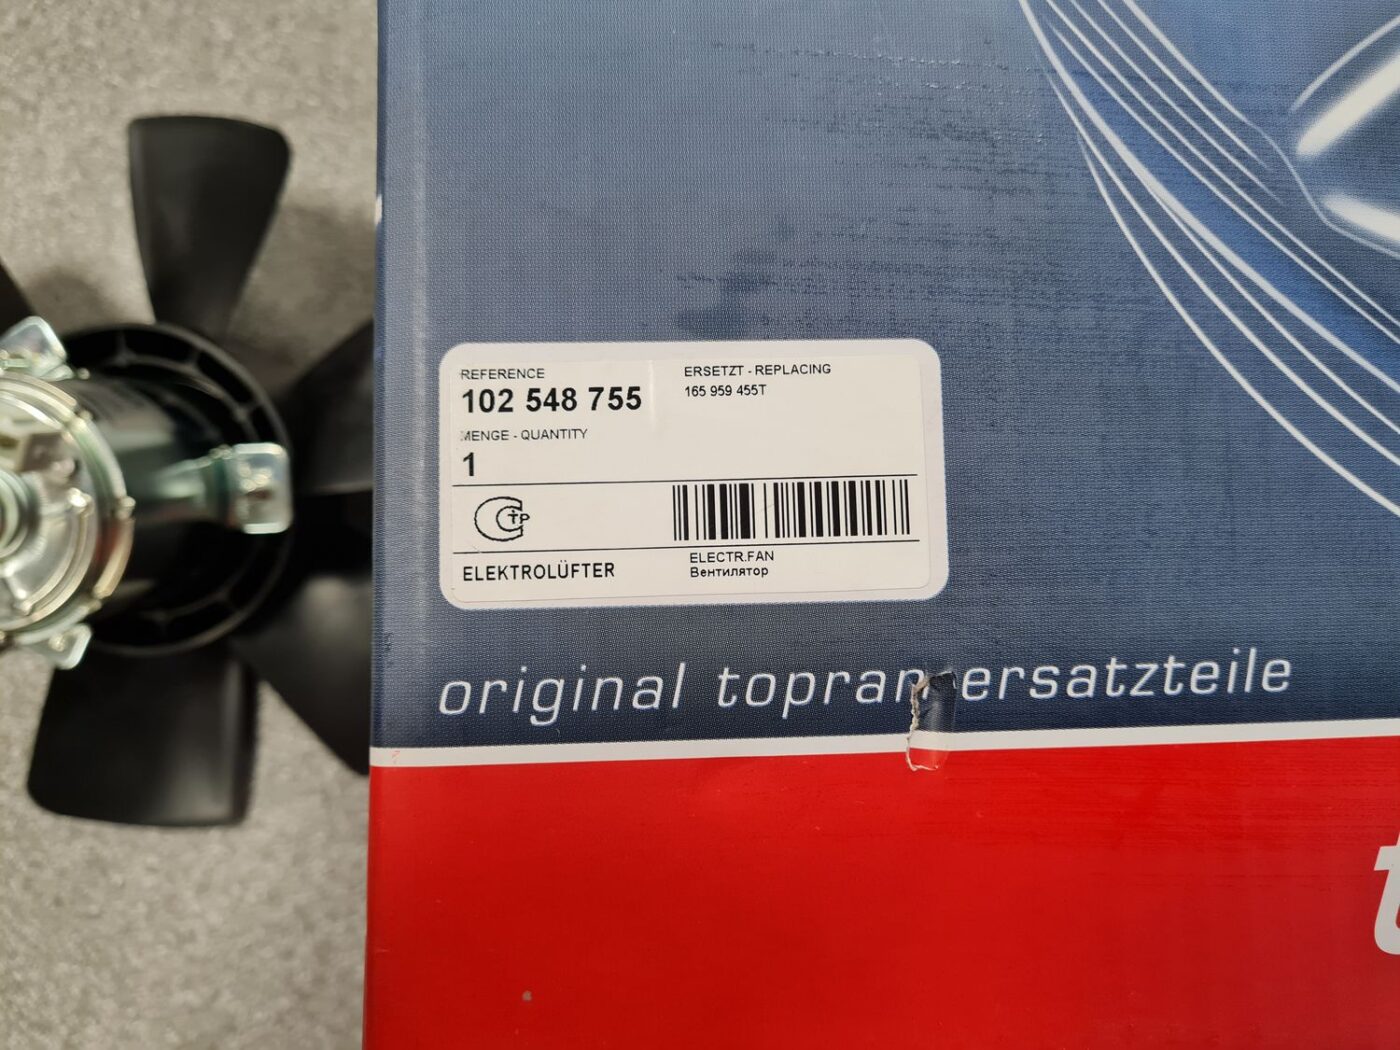 REFERENCE
102 548 755
ERSETZT - REPLACING
165 959 455T
MENGE - QUANTITY
1
CTP
ELEKTROLÜFTER
ELECTR.FAN
Вентилятор
original topran ersatzteile
t